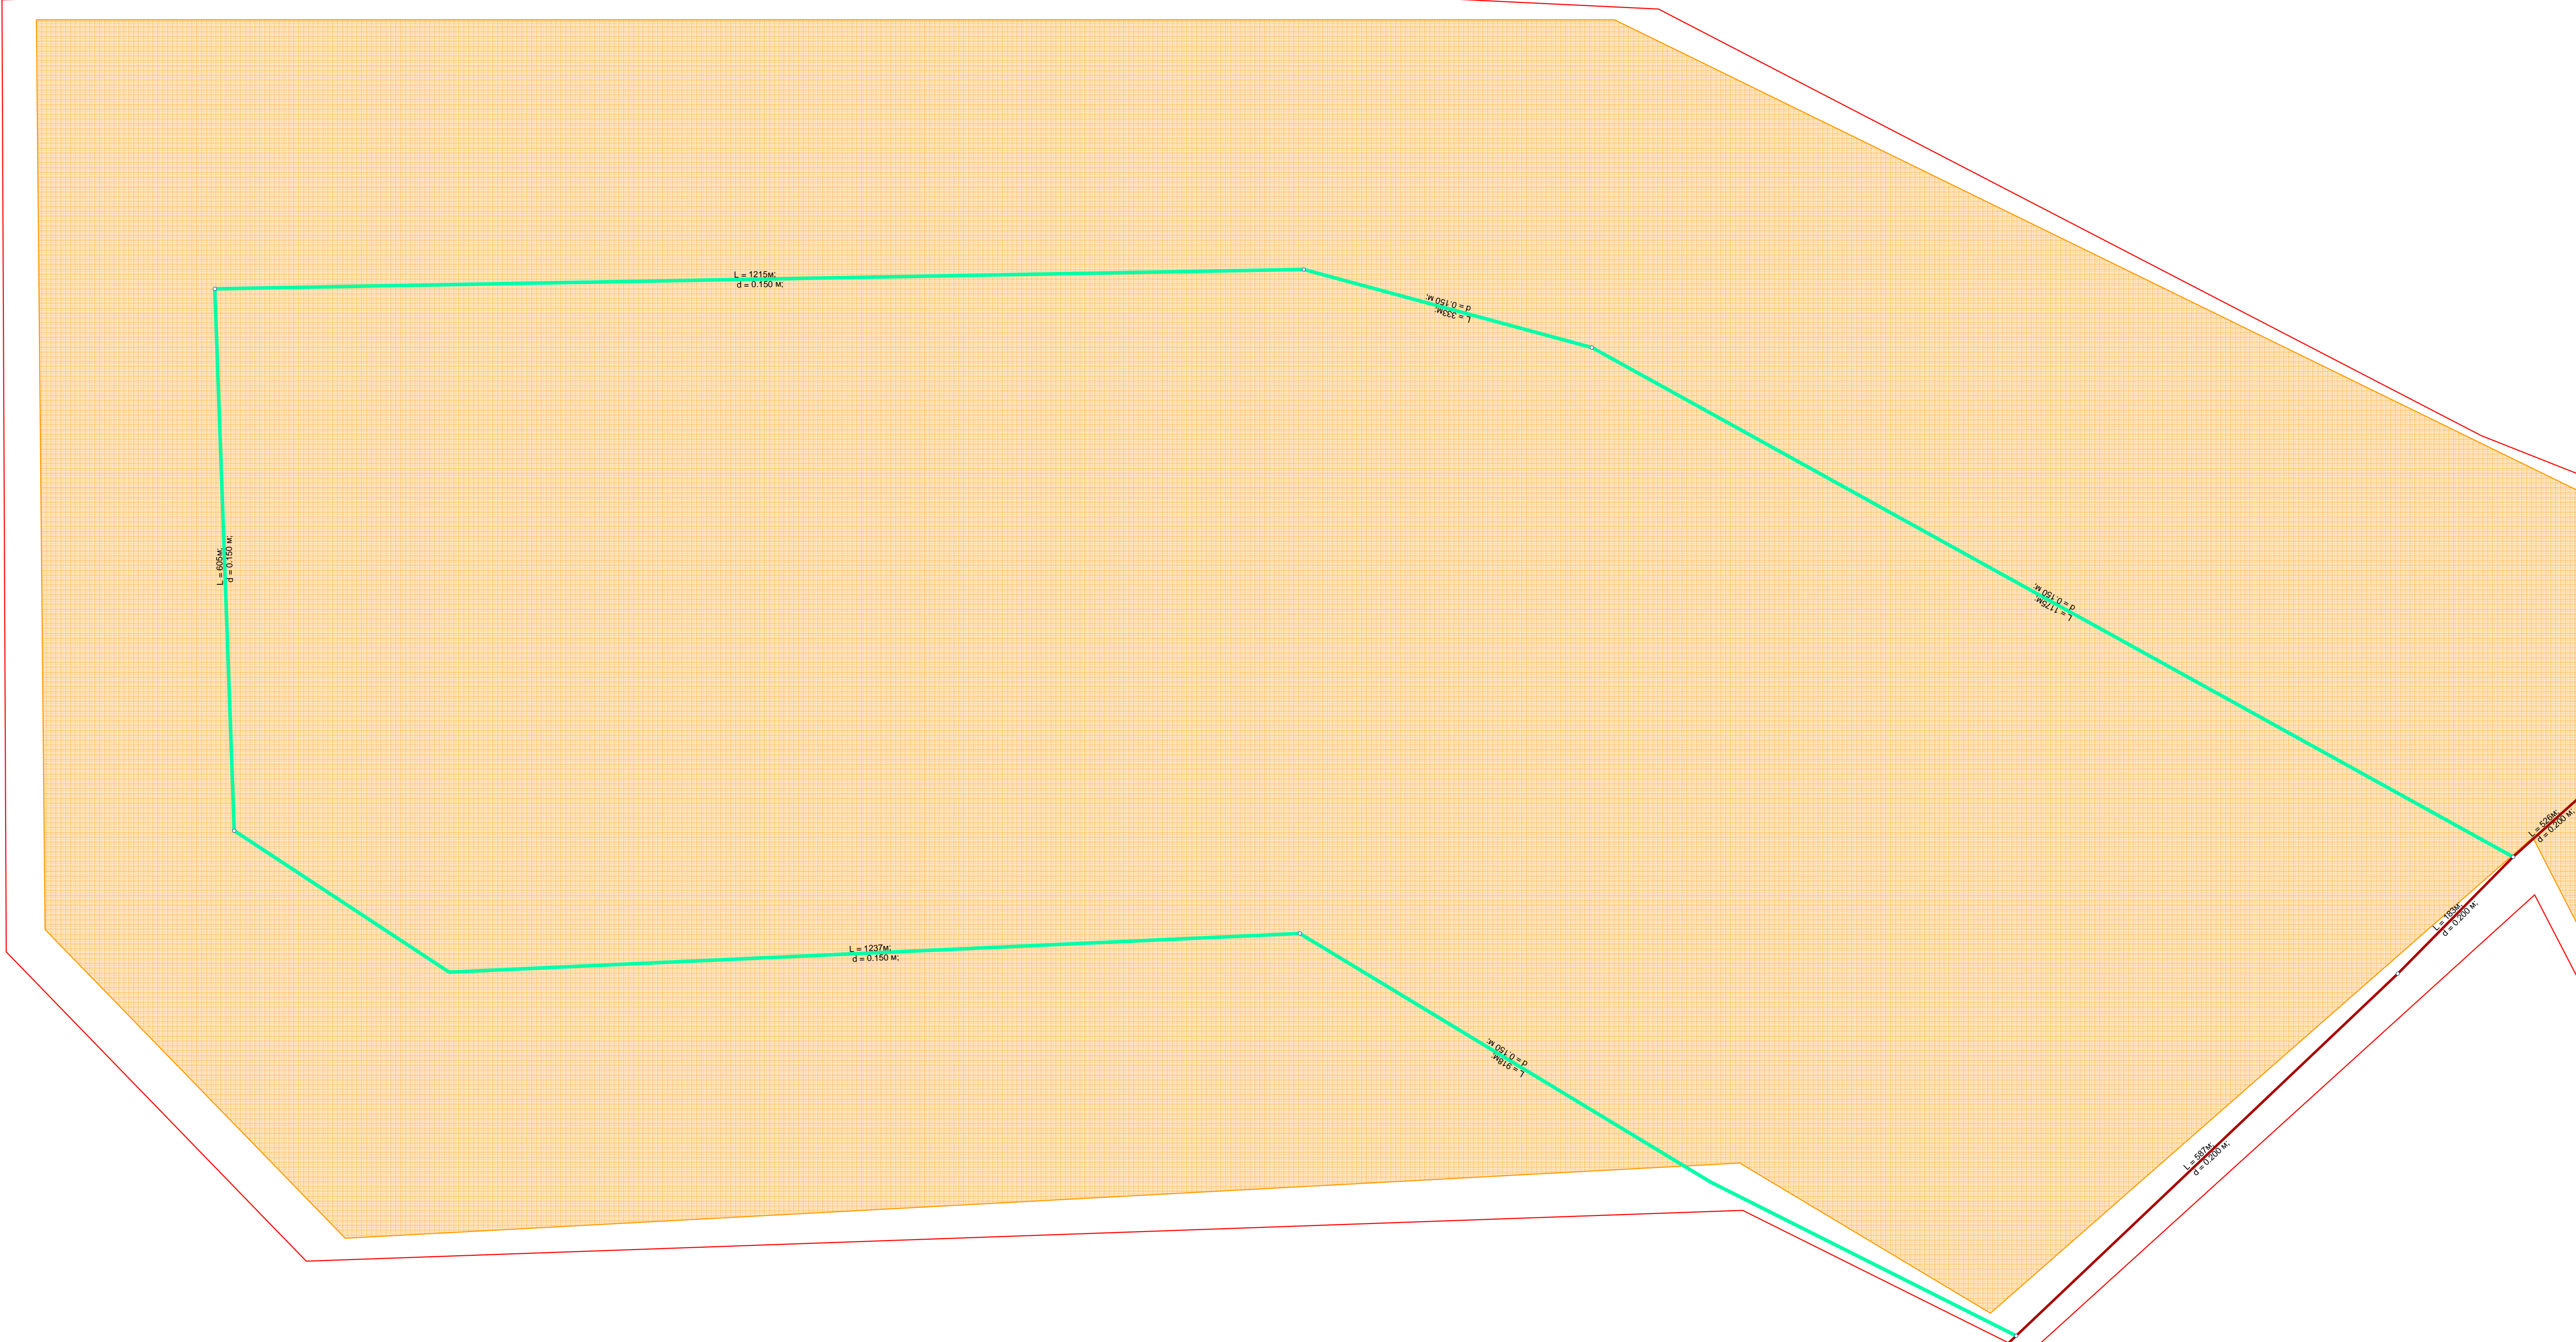 L = 1215м;
d = 0.150 м;
d = 0.150 м;
L = 333м;
L = 605м;
d = 0.150 м;
d = 0.150 м;
L = 1175м;
L = 526м;
d = 0.200 м;
L = 183м;
d = 0.200 м;
L = 1237м;
d = 0.150 м;
d = 0.150 м;
L = 918м;
L = 587м;
d = 0.200 м;